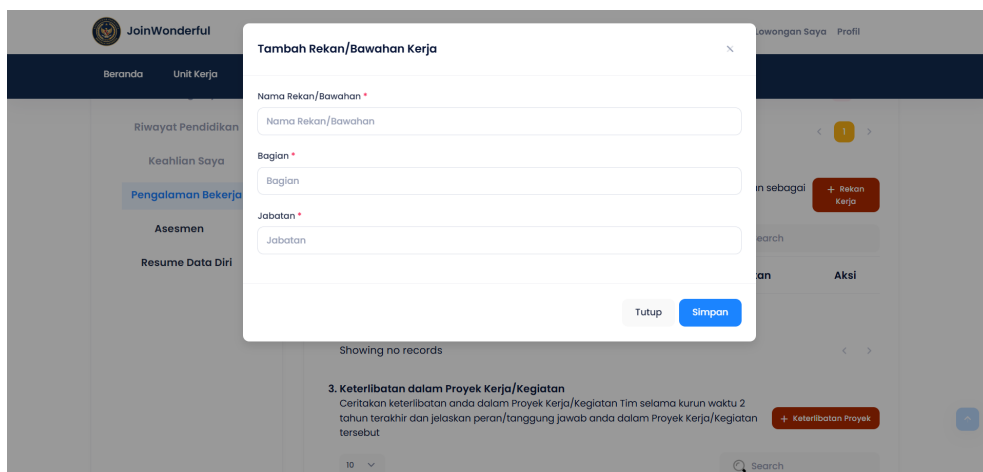 JoinWonderful
Lowongan Saya Profil
Beranda Unit Kerja
Tambah Rekan/Bawahan Kerja
Nama Rekan/Bawahan *
Nama Rekan/Bawahan
Bagian *
Bagian
Jabatan *
Jabatan
Tutup Simpan
Riwayat Pendidikan
Keahlian Saya
Pengalaman Bekerja
Asesmen
Resume Data Diri
1
sebagai
+ Rekan
Kerja
Aksi
Showing no records
3. Keterlibatan dalam Proyek Kerja/Kegiatan
Ceritakan keterlibatan anda dalam Proyek Kerja/Kegiatan Tim selama kurun waktu 2
tahun terakhir dan jelaskan peran/tanggung jawab anda dalam Proyek Kerja/Kegiatan
tersebut
+ Keterlibatan Proyek
10
Search